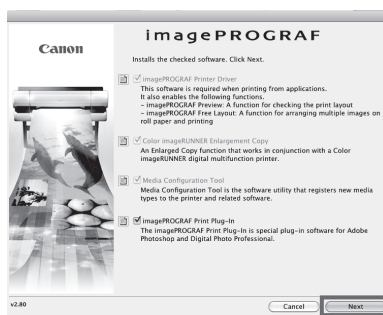 imagePROGRAF
Canon
Installs the checked software. Click Next.
imagePROGRAF Printer Driver
This software is required when printing from applications.
It also enables the following functions.
- imagePROGRAF Preview: A function for checking the print layout
- imagePROGRAF Free Layout: A function for arranging multiple images on
roll paper and printing
Color imageRUNNER Enlargement Copy
An Enlarged Copy function that works in conjunction with a Color
imageRUNNER digital multifunction printer.
Media Configuration Tool
Media Configuration Tool is the software utility that registers new media
types to the printer and related software.
imagePROGRAF Print Plug-In
The imagePROGRAF Print Plug-In is special plug-in software for Adobe
Photoshop and Digital Photo Professional.
v2.80
Cancel
Next